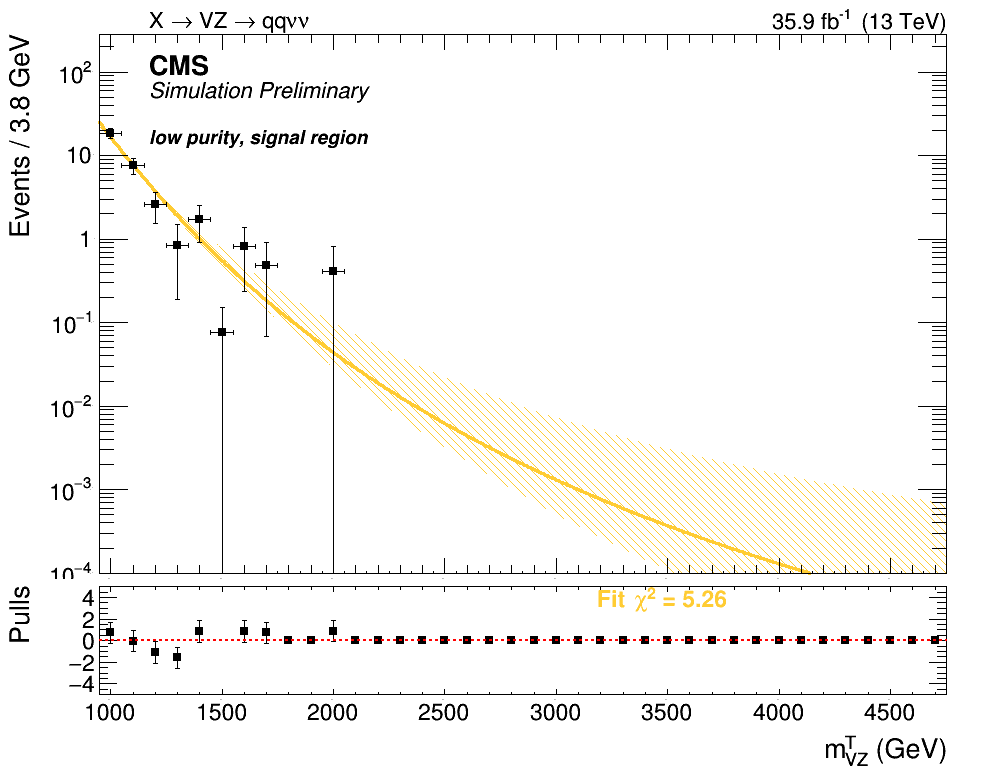 X → VZ → qqνν
35.9 fb⁻¹ (13 TeV)
Events / 3.8 GeV
CMS
Simulation Preliminary
low purity, signal region
10²
10
1
10⁻¹
10⁻²
10⁻³
10⁻⁴
Pulls
Fit χ² = 5.26
4
2
0
−2
−4
1000 1500 2000 2500 3000 3500 4000 4500
m^T_VZ (GeV)